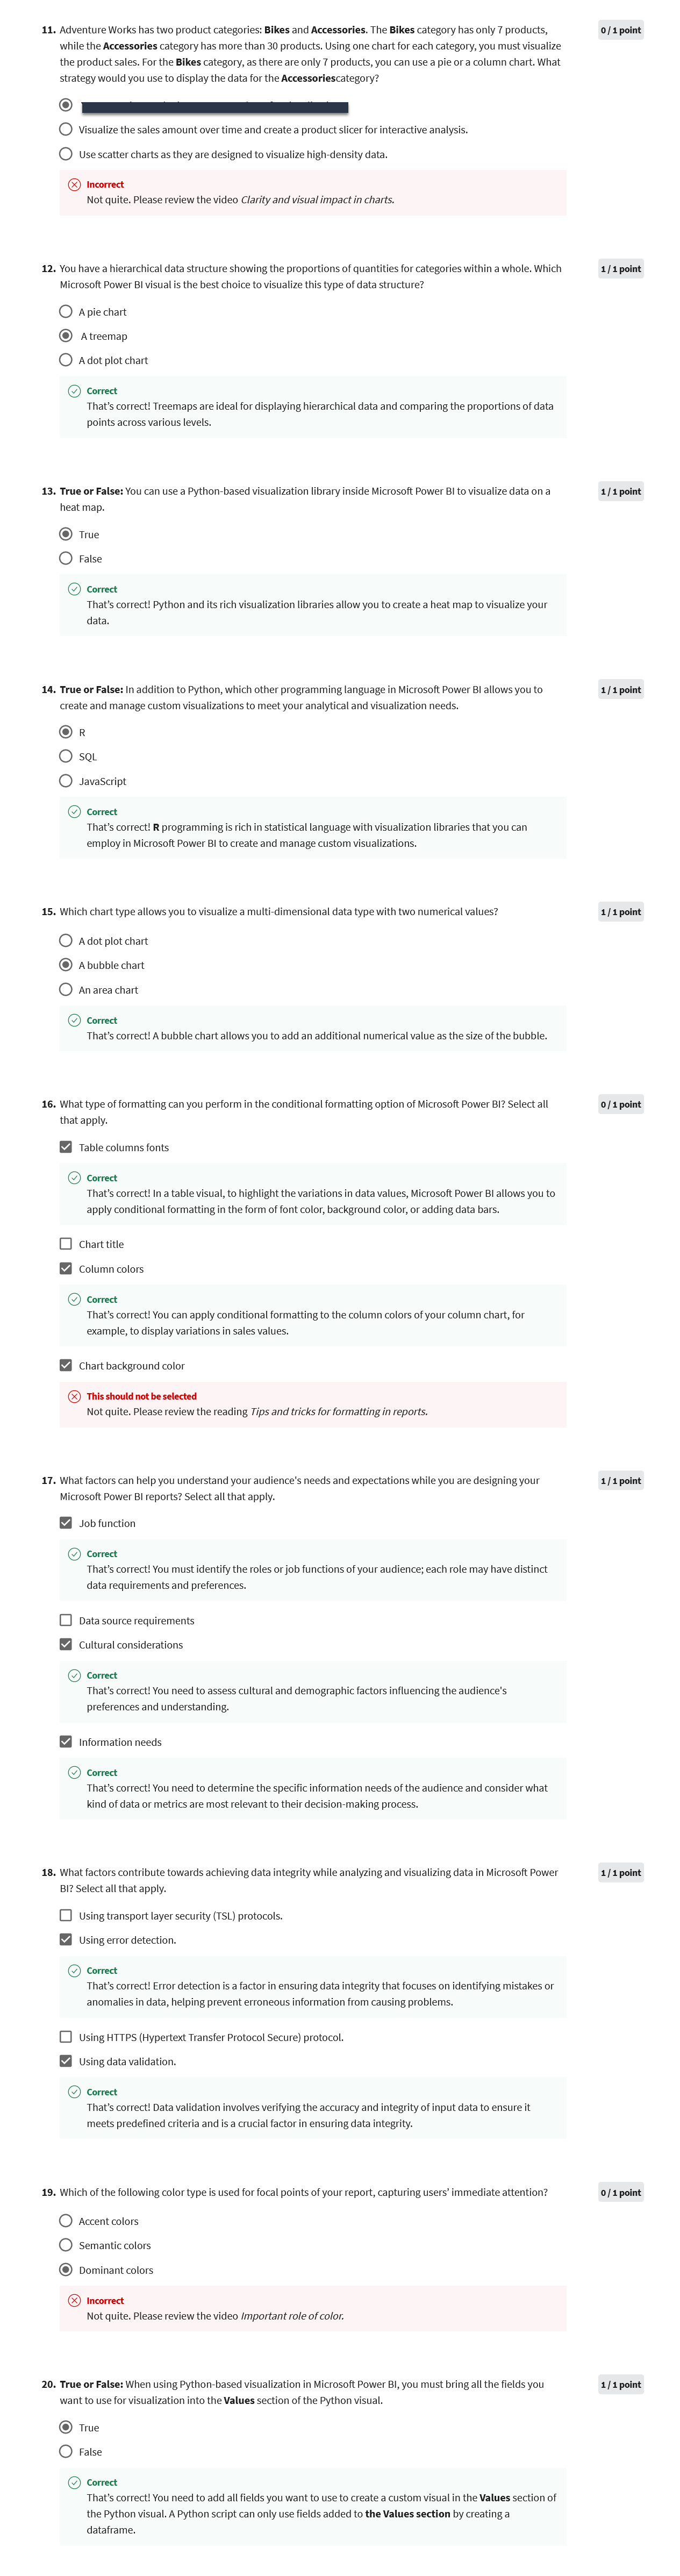 11. Adventure Works has two product categories: Bikes and Accessories. The Bikes category has only 7 products,
0 / 1 point
while the Accessories category has more than 30 products. Using one chart for each category, you must visualize
the product sales. For the Bikes category, as there are only 7 products, you can use a pie or a column chart. What
strategy would you use to display the data for the Accessoriescategory?
Visualize the sales amount over time and create a product slicer for interactive analysis.
Use scatter charts as they are designed to visualize high-density data.
Incorrect
Not quite. Please review the video Clarity and visual impact in charts.
12. You have a hierarchical data structure showing the proportions of quantities for categories within a whole. Which
1 / 1 point
Microsoft Power BI visual is the best choice to visualize this type of data structure?
A pie chart
A treemap
A dot plot chart
Correct
That's correct! Treemaps are ideal for displaying hierarchical data and comparing the proportions of data
points across various levels.
13. True or False: You can use a Python-based visualization library inside Microsoft Power BI to visualize data on a
1 / 1 point
heat map.
True
False
Correct
That's correct! Python and its rich visualization libraries allow you to create a heat map to visualize your
data.
14. True or False: In addition to Python, which other programming language in Microsoft Power BI allows you to
1 / 1 point
create and manage custom visualizations to meet your analytical and visualization needs.
R
SQL
JavaScript
Correct
That's correct! R programming is rich in statistical language with visualization libraries that you can
employ in Microsoft Power BI to create and manage custom visualizations.
15. Which chart type allows you to visualize a multi-dimensional data type with two numerical values?
1 / 1 point
A dot plot chart
A bubble chart
An area chart
Correct
That's correct! A bubble chart allows you to add an additional numerical value as the size of the bubble.
16. What type of formatting can you perform in the conditional formatting option of Microsoft Power BI? Select all
0 / 1 point
that apply.
Table columns fonts
Correct
That's correct! In a table visual, to highlight the variations in data values, Microsoft Power BI allows you to
apply conditional formatting in the form of font color, background color, or adding data bars.
Chart title
Column colors
Correct
That's correct! You can apply conditional formatting to the column colors of your column chart, for
example, to display variations in sales values.
Chart background color
This should not be selected
Not quite. Please review the reading Tips and tricks for formatting in reports.
17. What factors can help you understand your audience's needs and expectations while you are designing your
1 / 1 point
Microsoft Power BI reports? Select all that apply.
Job function
Correct
That's correct! You must identify the roles or job functions of your audience; each role may have distinct
data requirements and preferences.
Data source requirements
Cultural considerations
Correct
That's correct! You need to assess cultural and demographic factors influencing the audience's
preferences and understanding.
Information needs
Correct
That's correct! You need to determine the specific information needs of the audience and consider what
kind of data or metrics are most relevant to their decision-making process.
18. What factors contribute towards achieving data integrity while analyzing and visualizing data in Microsoft Power
1 / 1 point
BI? Select all that apply.
Using transport layer security (TSL) protocols.
Using error detection.
Correct
That's correct! Error detection is a factor in ensuring data integrity that focuses on identifying mistakes or
anomalies in data, helping prevent erroneous information from causing problems.
Using HTTPS (Hypertext Transfer Protocol Secure) protocol.
Using data validation.
Correct
That's correct! Data validation involves verifying the accuracy and integrity of input data to ensure it
meets predefined criteria and is a crucial factor in ensuring data integrity.
19. Which of the following color type is used for focal points of your report, capturing users' immediate attention?
0 / 1 point
Accent colors
Semantic colors
Dominant colors
Incorrect
Not quite. Please review the video Important role of color.
20. True or False: When using Python-based visualization in Microsoft Power BI, you must bring all the fields you
1 / 1 point
want to use for visualization into the Values section of the Python visual.
True
False
Correct
That's correct! You need to add all fields you want to use to create a custom visual in the Values section of
the Python visual. A Python script can only use fields added to the Values section by creating a
dataframe.